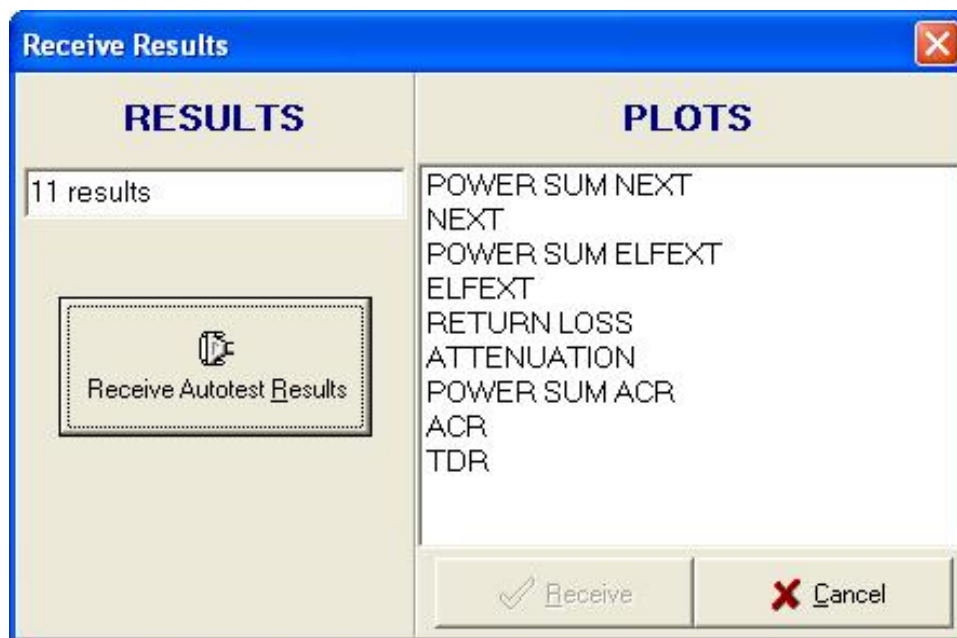 Receive Results
RESULTS
11 results
Receive Autotest Results
PLOTS
POWER SUM NEXT
NEXT
POWER SUM ELFEXT
ELFEXT
RETURN LOSS
ATTENUATION
POWER SUM ACR
ACR
TDR
Receive
Cancel